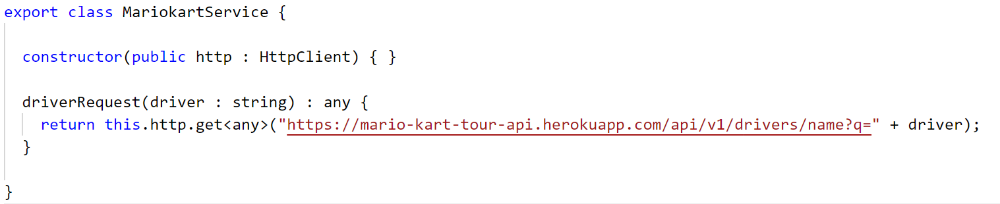 export class MariokartService {
constructor(public http : HttpClient) { }
driverRequest(driver : string) : any {
return this.http.get<any>("https://mario-kart-tour-api.herokuapp.com/api/v1/drivers/name?q=" + driver);
}
}